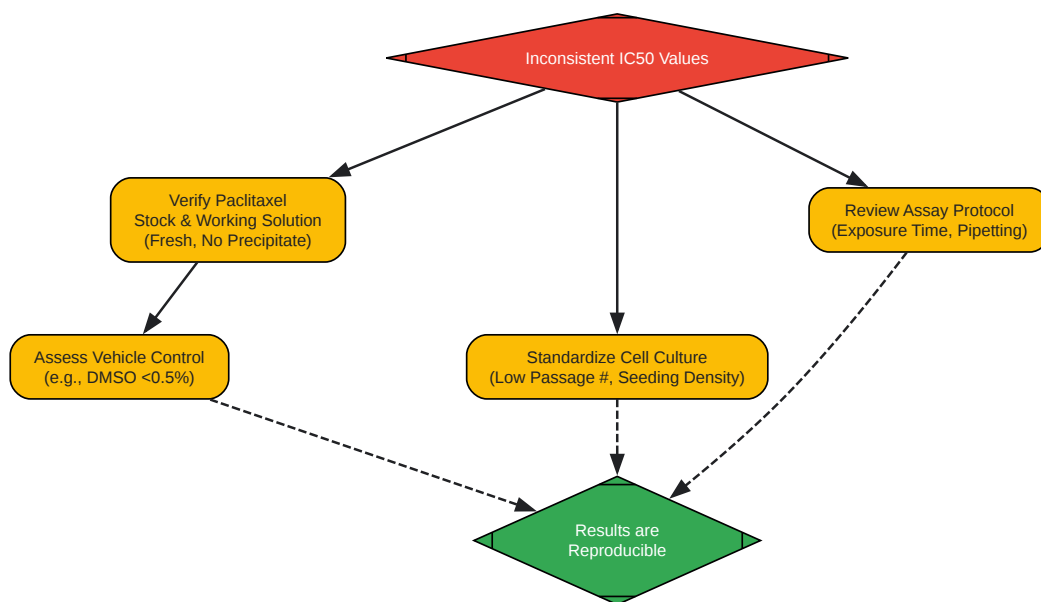 Inconsistent IC50 Values
Verify Paclitaxel
Stock & Working Solution
(Fresh, No Precipitate)
Review Assay Protocol
(Exposure Time, Pipetting)
Assess Vehicle Control
(e.g., DMSO <0.5%)
Standardize Cell Culture
(Low Passage #, Seeding Density)
Results are
Reproducible